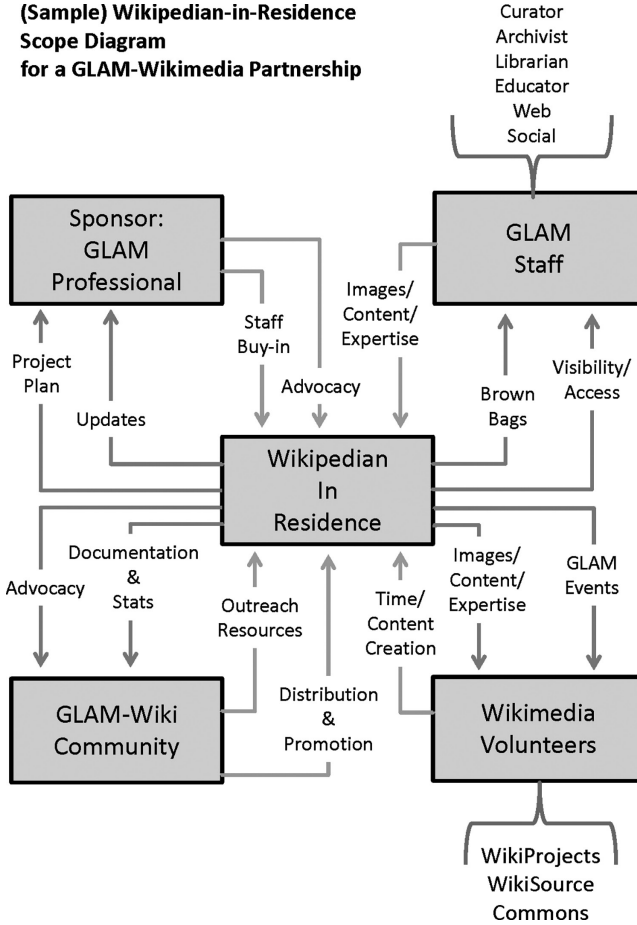 (Sample) Wikipedian-in-Residence
Scope Diagram
for a GLAM-Wikimedia Partnership
Curator
Archivist
Librarian
Educator
Web
Social
Sponsor:
GLAM
Professional
GLAM
Staff
Images/
Content/
Expertise
Staff
Buy-in
Project
Plan
Visibility/
Access
Advocacy
Brown
Bags
Updates
Wikipedian
In
Residence
Documentation
& 
Stats
Images/
Content/
Expertise
GLAM
Events
Advocacy
Outreach
Resources
Time/
Content
Creation
Distribution
&
Promotion
GLAM-Wiki
Community
Wikimedia
Volunteers
WikiProjects
WikiSource
Commons